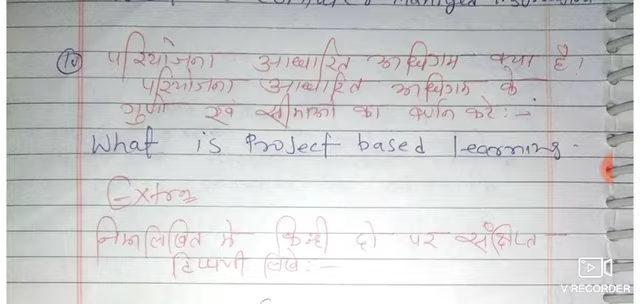 (iv) परियोजना आधारित अधिगम क्या है।
परियोजना आधारित अधिगम के
गुणों एवं सीमाओं का वर्णन करें:-
What is Project based learning.
Extra
निम्नलिखित में किन्ही दो पर संक्षिप्त
टिप्पणी लिखें:-
V RECORDER